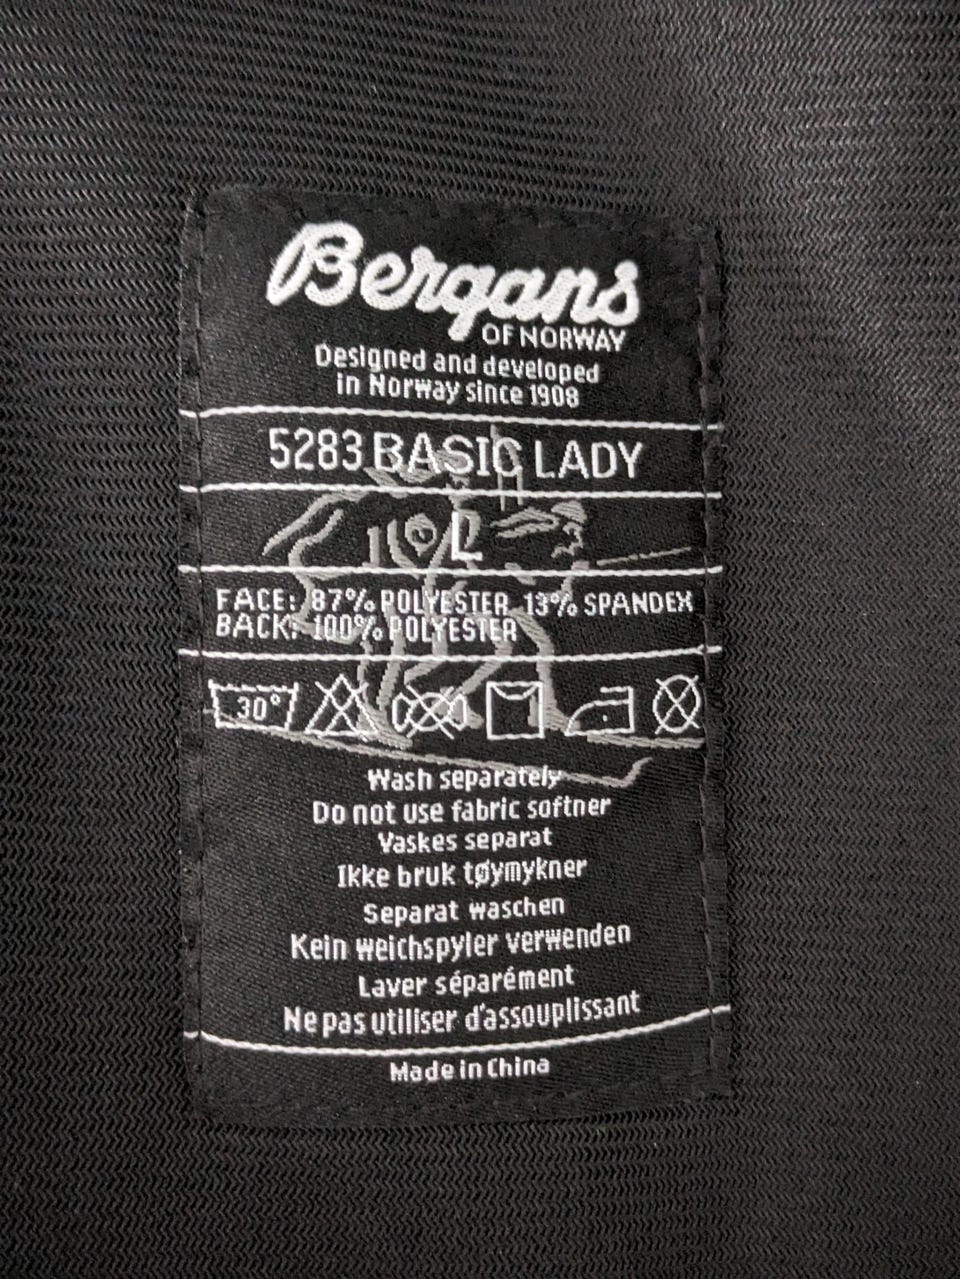 Bergans
OF NORWAY
Designed and developed
in Norway since 1908
5283 BASIC LADY
L
FACE: 87% POLYESTER 13% SPANDEX
BACK: 100% POLYESTER
30°
Wash separately
Do not use fabric softner
Vaskes separat
Ikke bruk tøymykner
Separat waschen
Kein weichspyler verwenden
Laver séparément
Ne pas utiliser d'assouplissant
Made in China